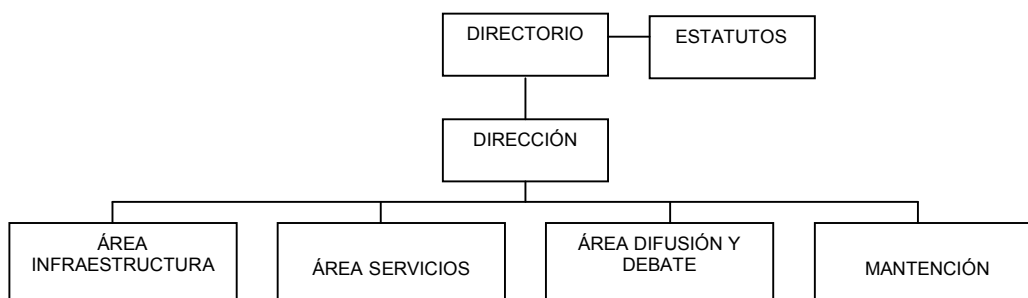 DIRECTORIO
ESTATUTOS
DIRECCIÓN
ÁREA
INFRAESTRUCTURA
ÁREA SERVICIOS
ÁREA DIFUSIÓN Y
DEBATE
MANTENCIÓN